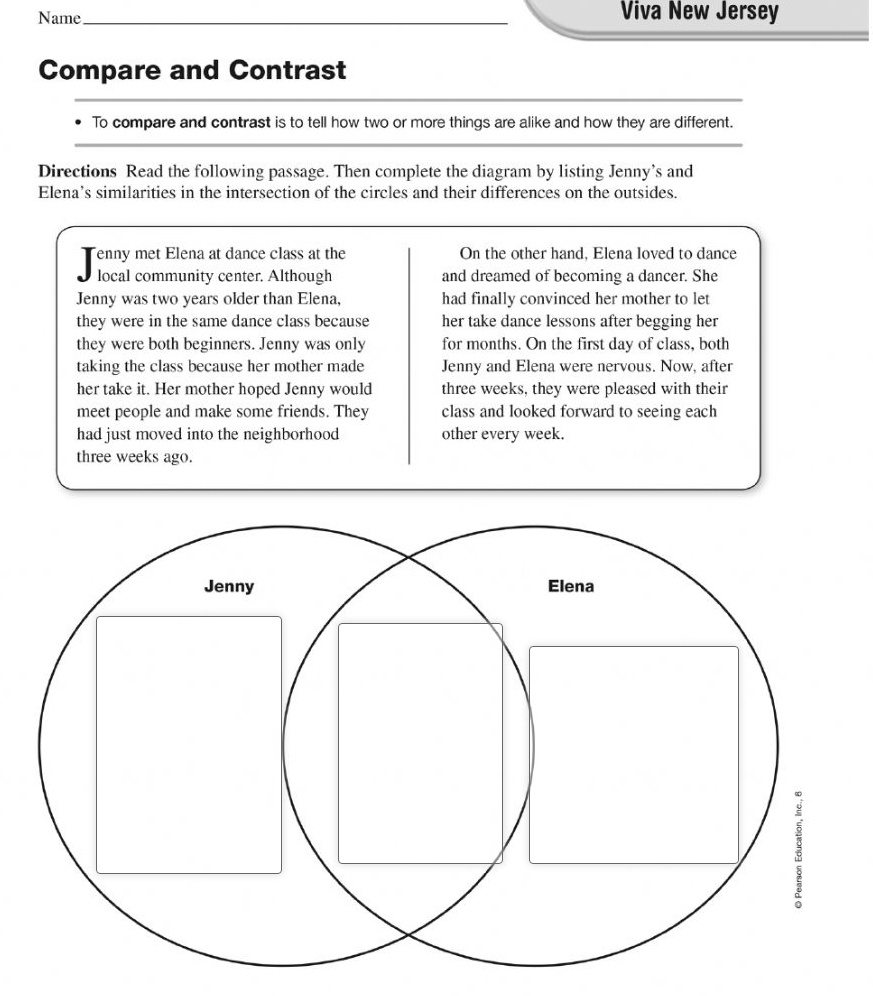 Name
Viva New Jersey
Compare and Contrast
• To compare and contrast is to tell how two or more things are alike and how they are different.
Directions Read the following passage. Then complete the diagram by listing Jenny's and
Elena's similarities in the intersection of the circles and their differences on the outsides.
Jenny met Elena at dance class at the
local community center. Although
Jenny was two years older than Elena,
they were in the same dance class because
they were both beginners. Jenny was only
taking the class because her mother made
her take it. Her mother hoped Jenny would
meet people and make some friends. They
had just moved into the neighborhood
three weeks ago.
On the other hand, Elena loved to dance
and dreamed of becoming a dancer. She
had finally convinced her mother to let
her take dance lessons after begging her
for months. On the first day of class, both
Jenny and Elena were nervous. Now, after
three weeks, they were pleased with their
class and looked forward to seeing each
other every week.
Jenny
Elena
© Pearson Education, Inc., 6